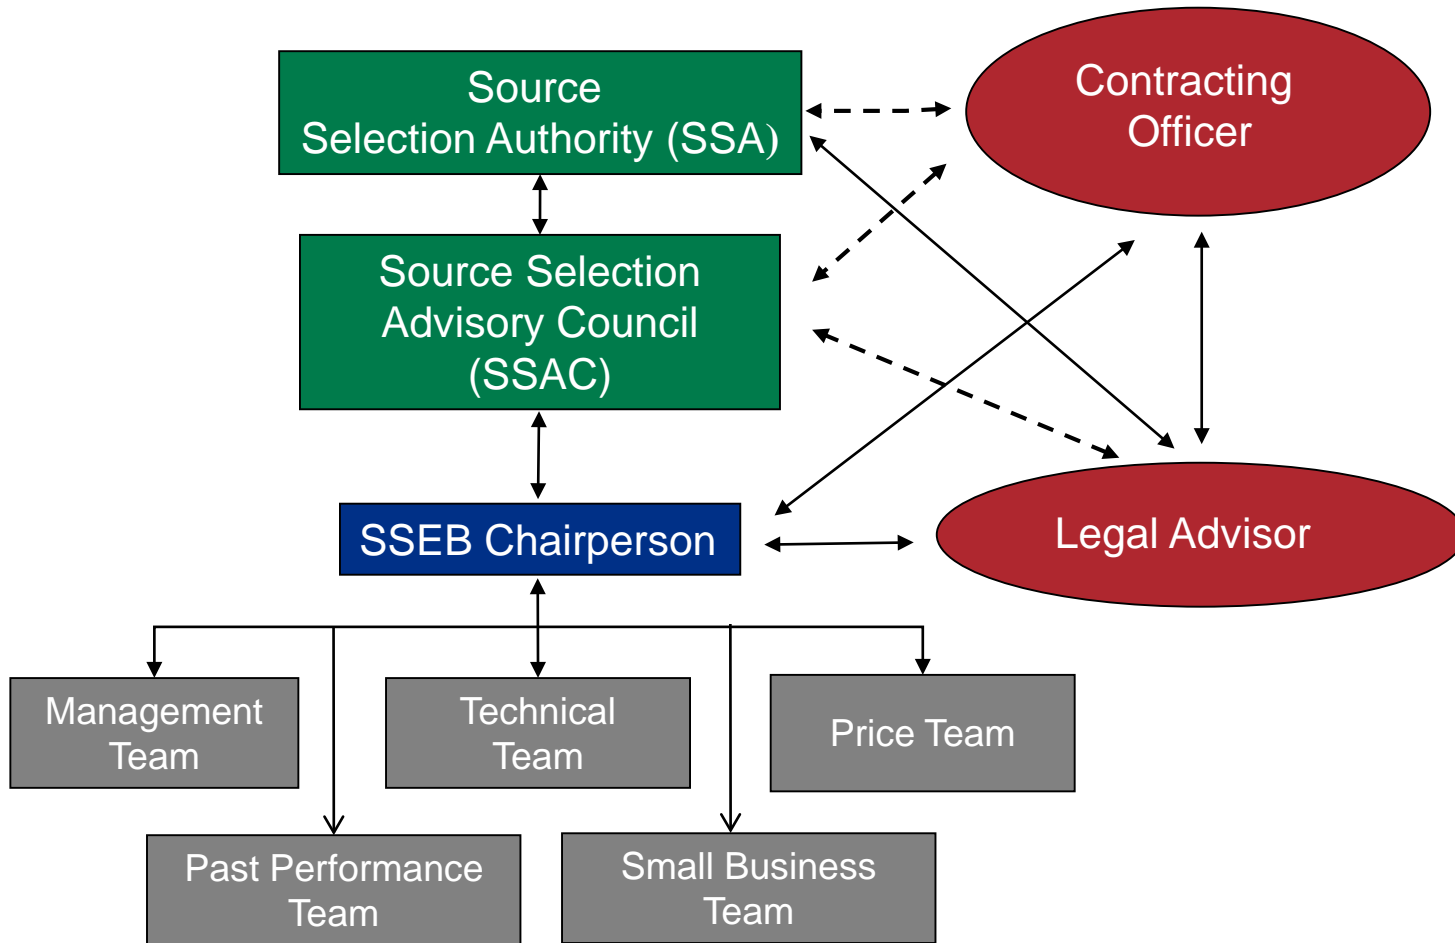 Source
Selection Authority (SSA)
Contracting
Officer
Source Selection
Advisory Council
(SSAC)
SSEB Chairperson
Legal Advisor
Management
Team
Technical
Team
Price Team
Past Performance
Team
Small Business
Team